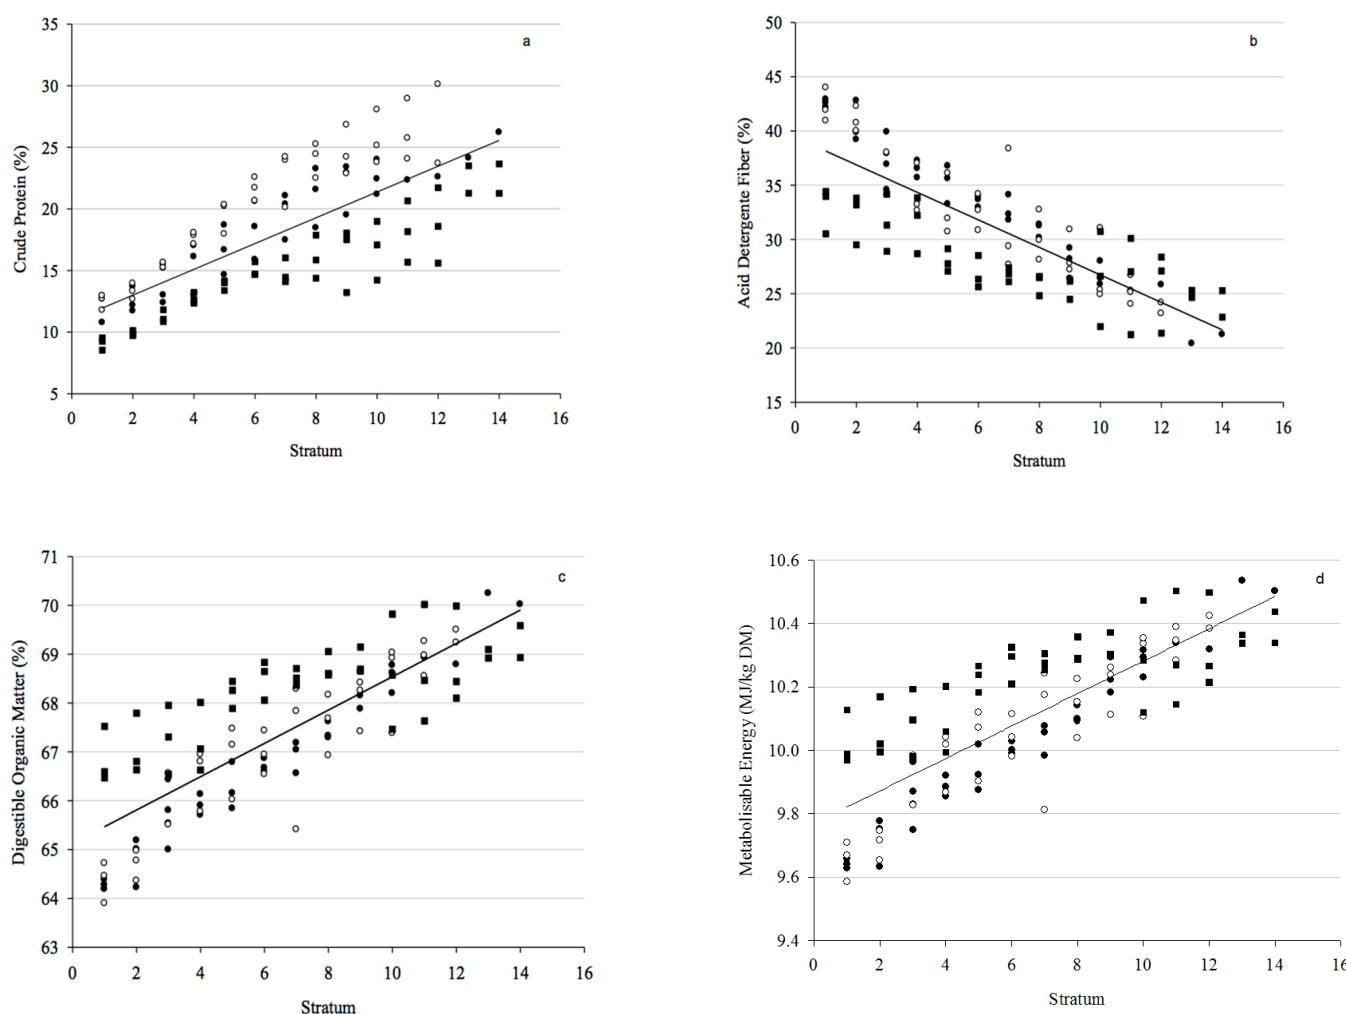 a
35
30
25
20
15
10
5
Crude Protein (%)
0 2 4 6 8 10 12 14 16
Stratum
b
50
45
40
35
30
25
20
15
Acid Detergente Fiber (%)
0 2 4 6 8 10 12 14 16
Stratum
c
71
70
69
68
67
66
65
64
63
Digestible Organic Matter (%)
0 2 4 6 8 10 12 14 16
Stratum
d
10.6
10.4
10.2
10.0
9.8
9.6
9.4
Metabolisable Energy (MJ/kg DM)
0 2 4 6 8 10 12 14 16
Stratum